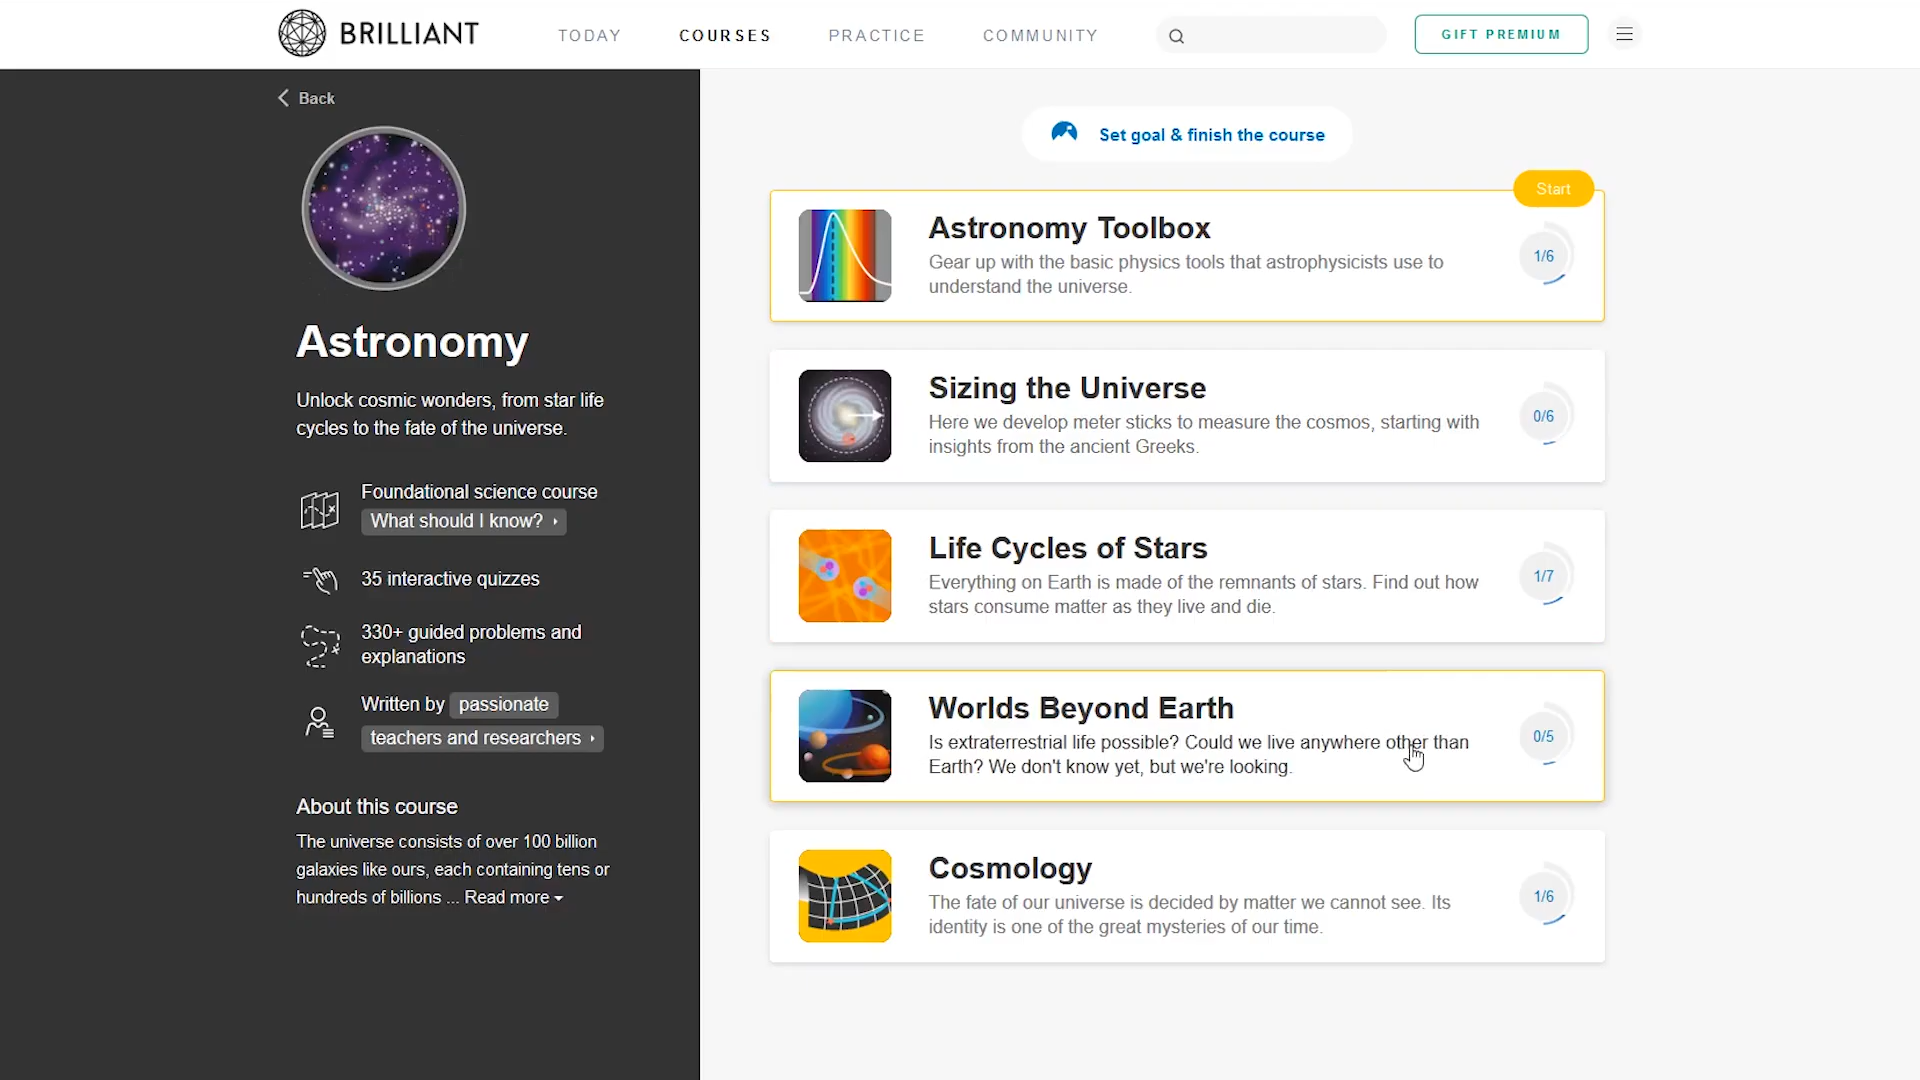 BRILLIANT
TODAY
COURSES
PRACTICE
COMMUNITY
GIFT PREMIUM
Back
Astronomy
Unlock cosmic wonders, from star life
cycles to the fate of the universe.
Foundational science course
What should I know?
35 interactive quizzes
330+ guided problems and
explanations
Written by passionate
teachers and researchers
About this course
The universe consists of over 100 billion
galaxies like ours, each containing tens or
hundreds of billions ... Read more
Set goal & finish the course
Start
Astronomy Toolbox
Gear up with the basic physics tools that astrophysicists use to
understand the universe.
1/6
Sizing the Universe
Here we develop meter sticks to measure the cosmos, starting with
insights from the ancient Greeks.
0/6
Life Cycles of Stars
Everything on Earth is made of the remnants of stars. Find out how
stars consume matter as they live and die.
1/7
Worlds Beyond Earth
Is extraterrestrial life possible? Could we live anywhere other than
Earth? We don't know yet, but we're looking.
0/5
Cosmology
The fate of our universe is decided by matter we cannot see. Its
identity is one of the great mysteries of our time.
1/6